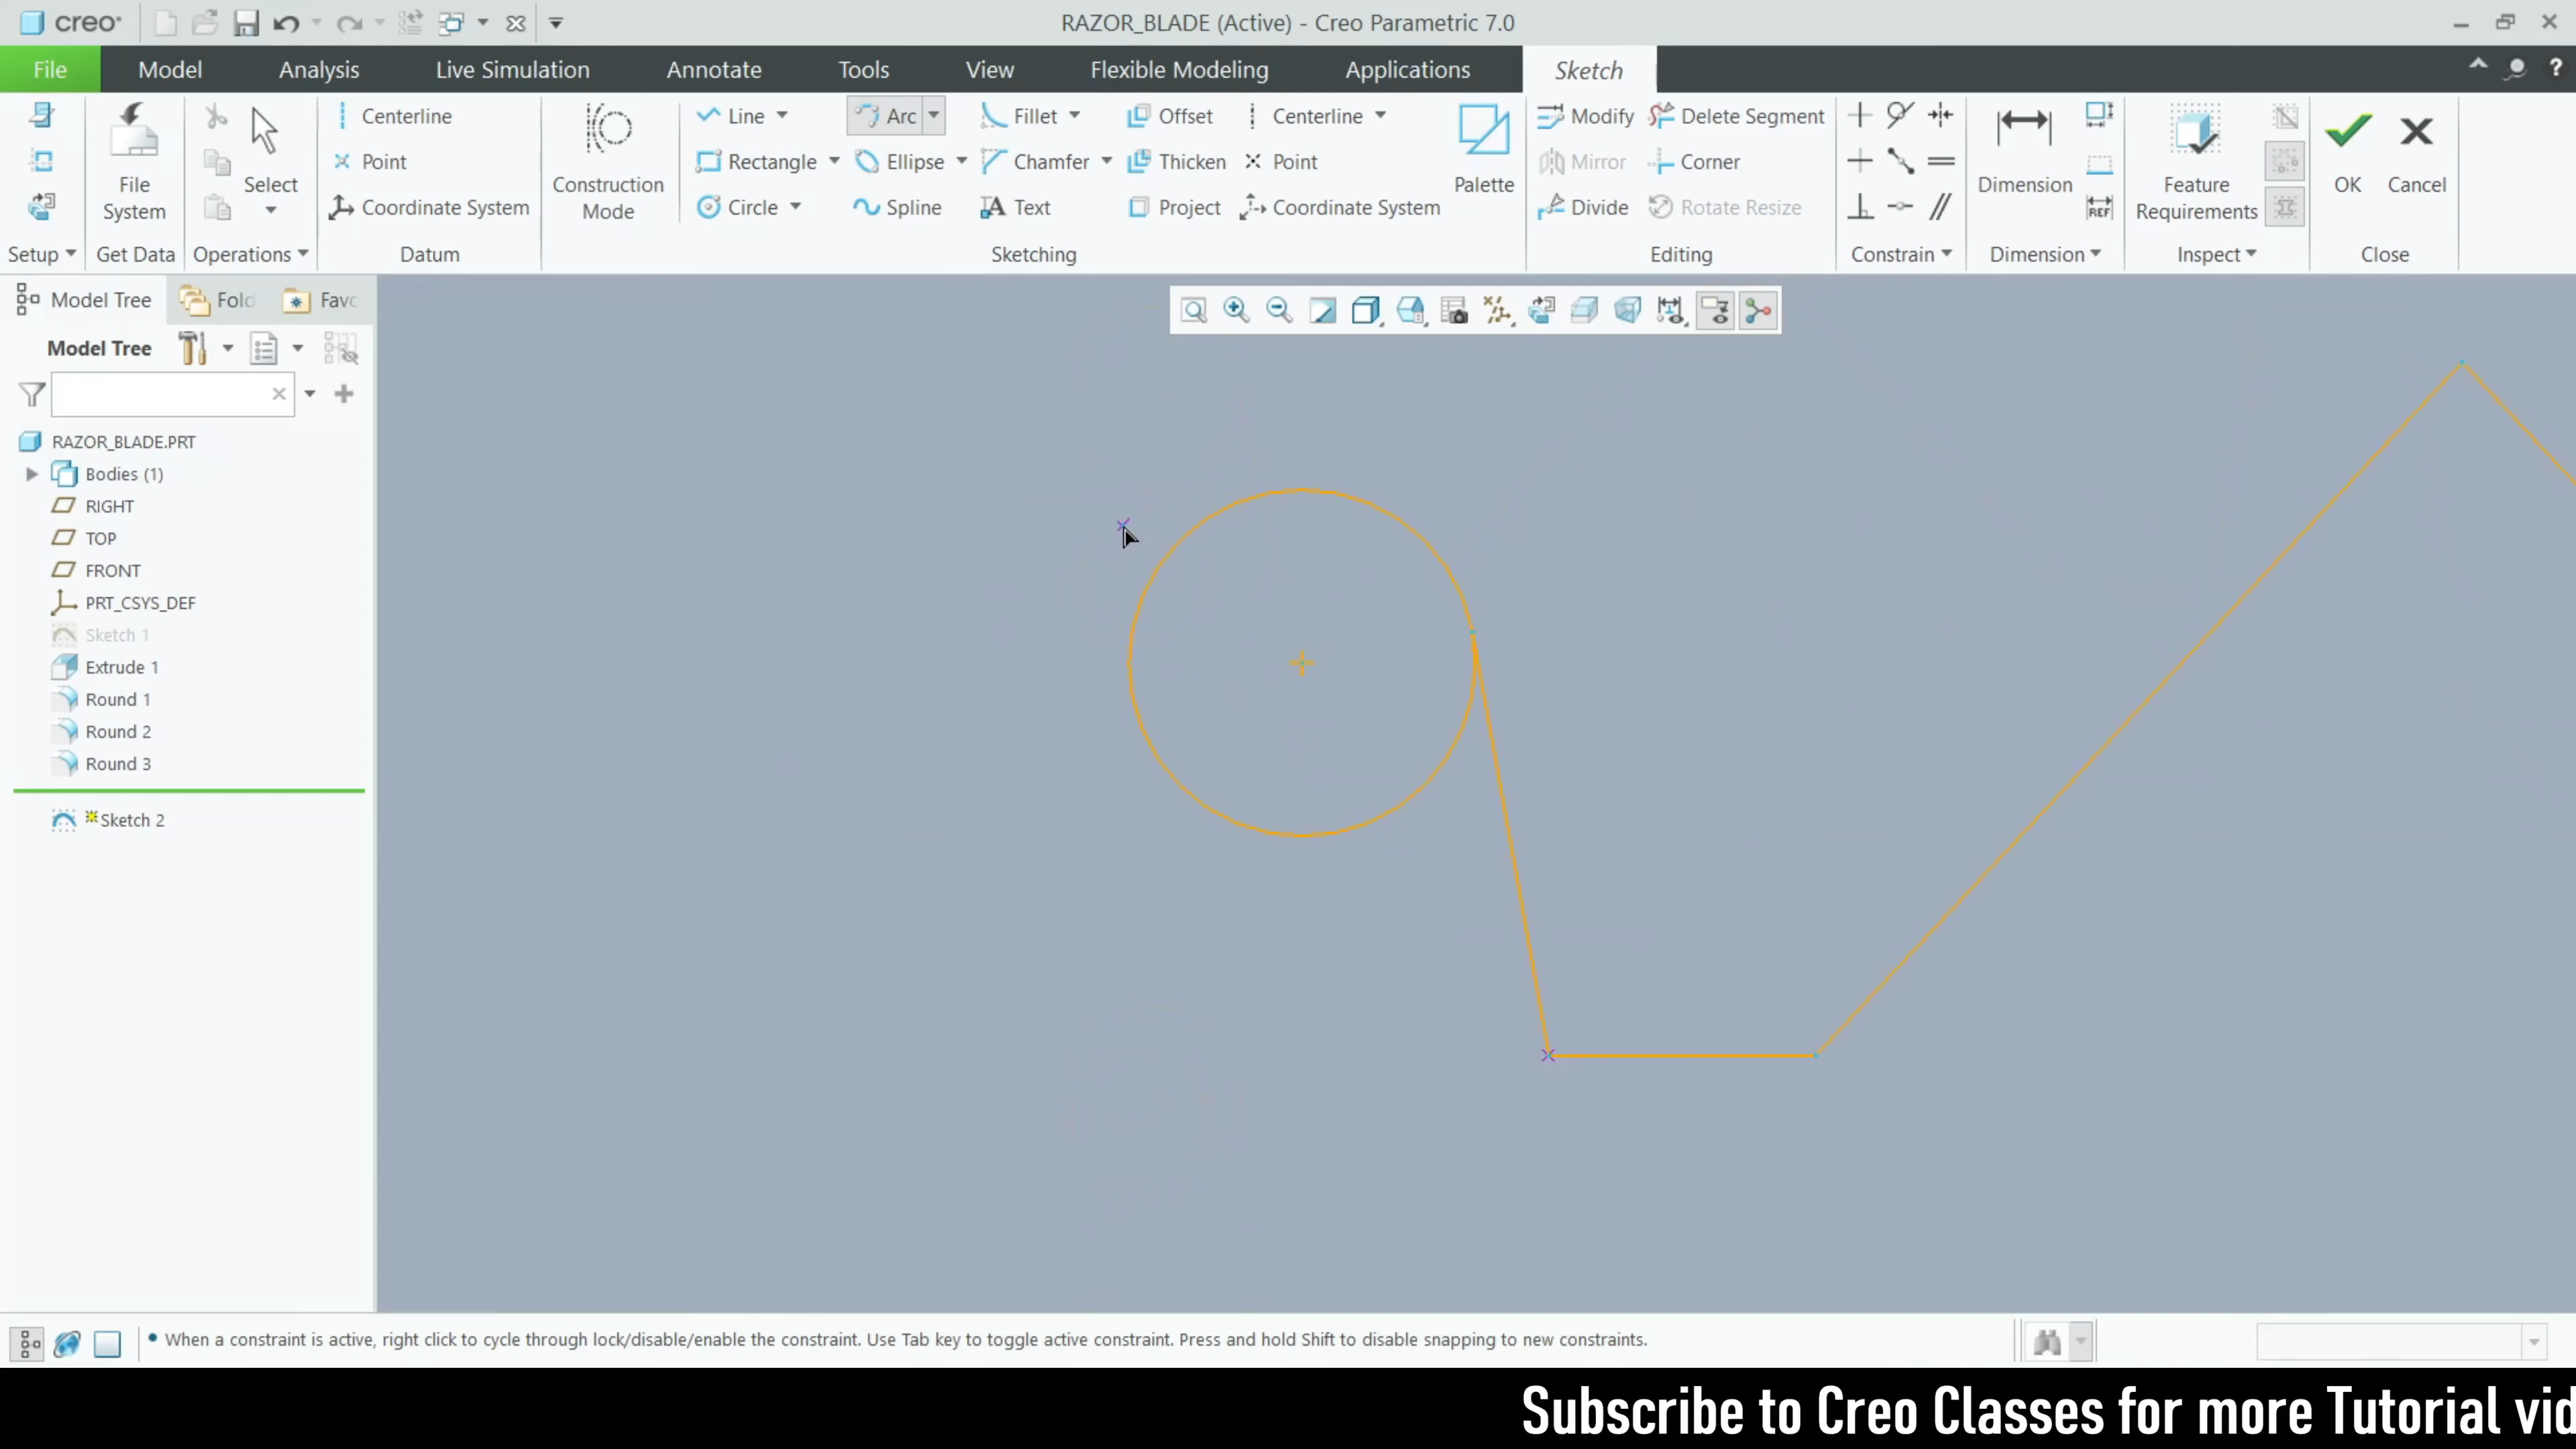 creo
RAZOR_BLADE (Active) - Creo Parametric 7.0
File Model Analysis Live Simulation Annotate Tools View Flexible Modeling Applications Sketch
Centerline Line Arc Fillet Offset Centerline Modify Delete Segment
Point Rectangle Ellipse Chamfer Thicken Point Mirror Corner
File System Select Construction Mode Palette Dimension Feature Requirements OK Cancel
Coordinate System Circle Spline Text Project Coordinate System Divide Rotate Resize
REF
Setup Get Data Operations Datum Sketching Editing Constrain Dimension Inspect Close
Model Tree Fold Favo
Model Tree
RAZOR_BLADE.PRT
Bodies (1)
RIGHT
TOP
FRONT
PRT_CSYS_DEF
Sketch 1
Extrude 1
Round 1
Round 2
Round 3
Sketch 2
When a constraint is active, right click to cycle through lock/disable/enable the constraint. Use Tab key to toggle active constraint. Press and hold Shift to disable snapping to new constraints.
Subscribe to Creo Classes for more Tutorial vid